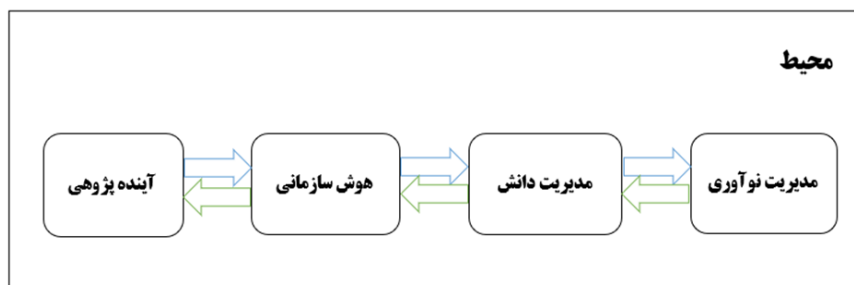 محیط
مدیریت نوآوری
مدیریت دانش
هوش سازمانی
آینده پژوهی